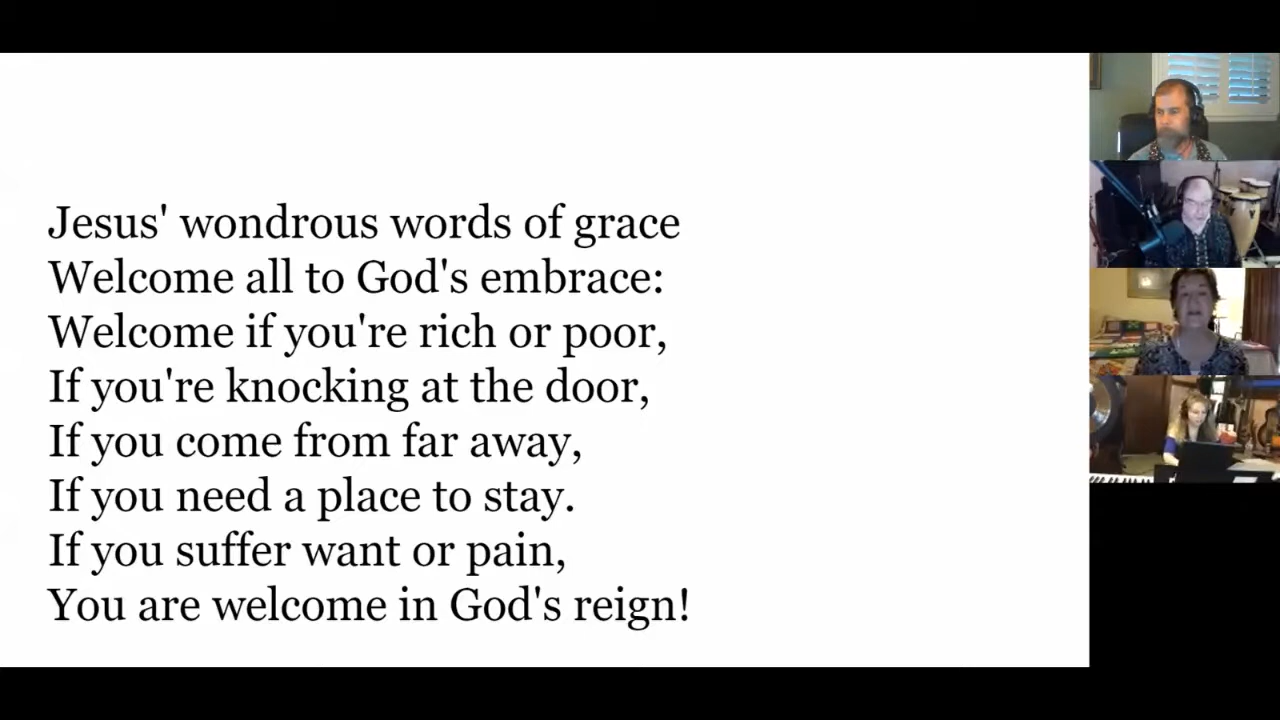 Jesus' wondrous words of grace
Welcome all to God's embrace:
Welcome if you're rich or poor,
If you're knocking at the door,
If you come from far away,
If you need a place to stay.
If you suffer want or pain,
You are welcome in God's reign!